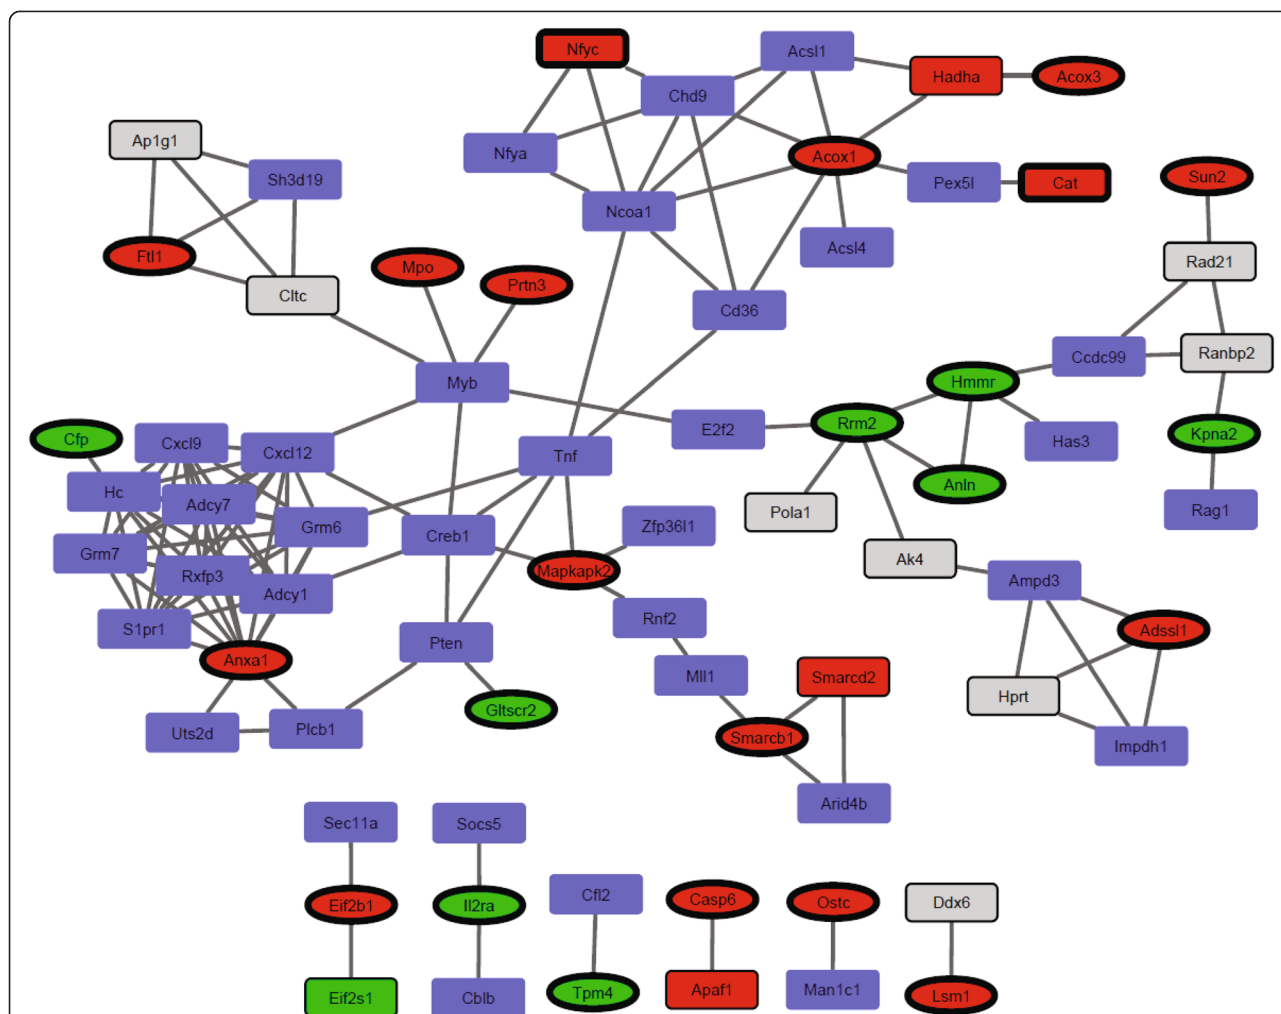 Nfyc
Acsl1
Hadha
Acox3
Chd9
Ap1g1
Nfya
Acox1
Sh3d19
Pex5l
Cat
Sun2
Ncoa1
Acsl4
Ftl1
Mpo
Rad21
Cltc
Prtn3
Cd36
Ccdc99
Ranbp2
Myb
Hmmr
Cfp
Cxcl9
Cxcl12
E2f2
Rrm2
Has3
Kpna2
Tnf
Hc
Adcy7
Anln
Grm6
Pola1
Rag1
Creb1
Zfp36l1
Grm7
Rxfp3
Mapkapk2
Ak4
Adcy1
Ampd3
S1pr1
Rnf2
Adssl1
Pten
Anxa1
Mll1
Smarcd2
Hprt
Gltscr2
Uts2d
Plcb1
Smarcb1
Impdh1
Arid4b
Sec11a
Socs5
Cfl2
Casp6
Ostc
Ddx6
Eif2b1
Il2ra
Eif2s1
Cblb
Tpm4
Apaf1
Man1c1
Lsm1